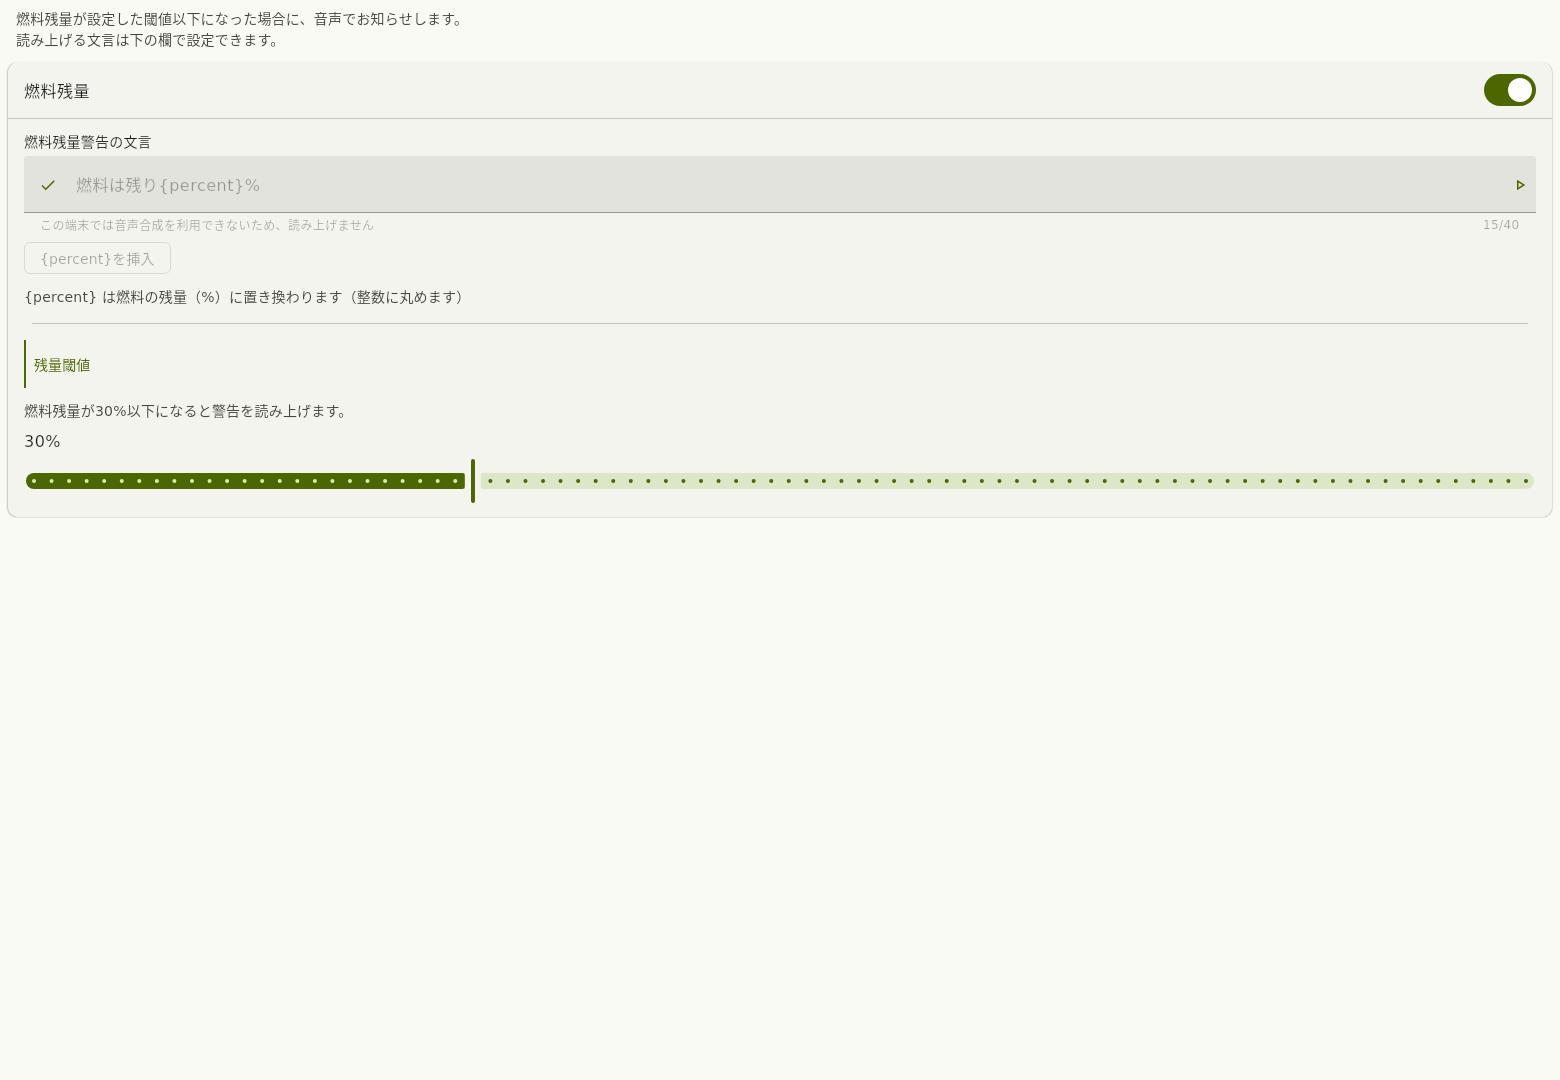 燃料残量が設定した閾値以下になった場合に、音声でお知らせします。
読み上げる文言は下の欄で設定できます。
燃料残量
燃料残量警告の文言
燃料は残り{percent}%
この端末では音声合成を利用できないため、読み上げません
15/40
{percent}を挿入
{percent} は燃料の残量（%）に置き換わります（整数に丸めます）
残量閾値
燃料残量が30%以下になると警告を読み上げます。
30%